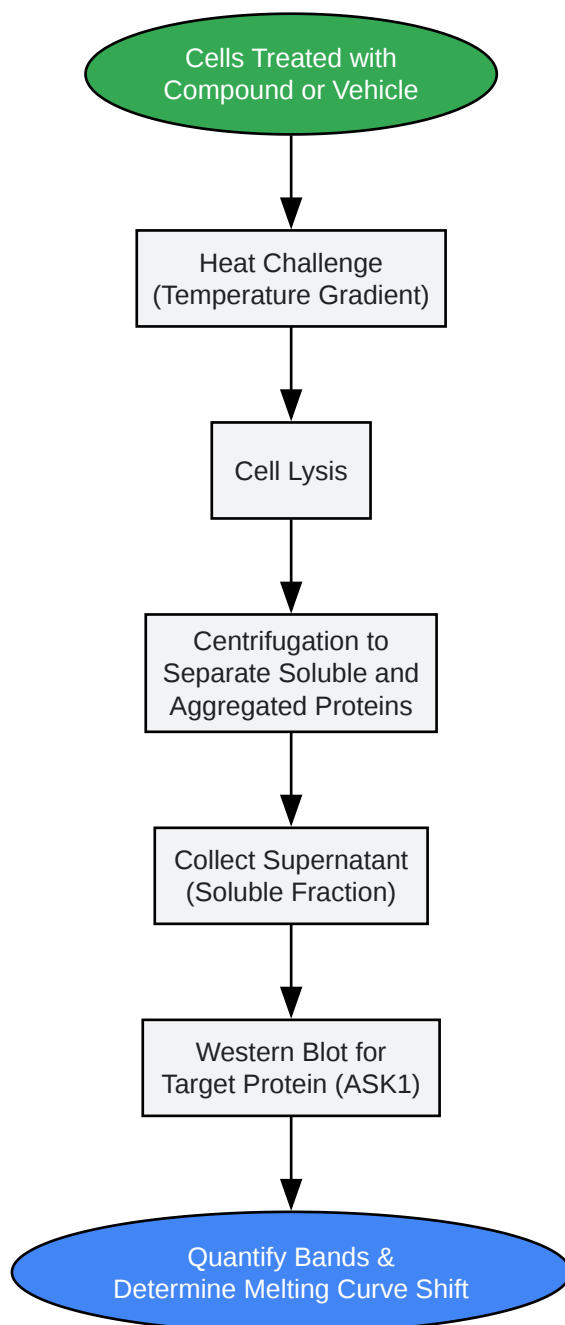 Cells Treated with
Compound or Vehicle
Heat Challenge
(Temperature Gradient)
Cell Lysis
Centrifugation to
Separate Soluble and
Aggregated Proteins
Collect Supernatant
(Soluble Fraction)
Western Blot for
Target Protein (ASK1)
Quantify Bands &
Determine Melting Curve Shift